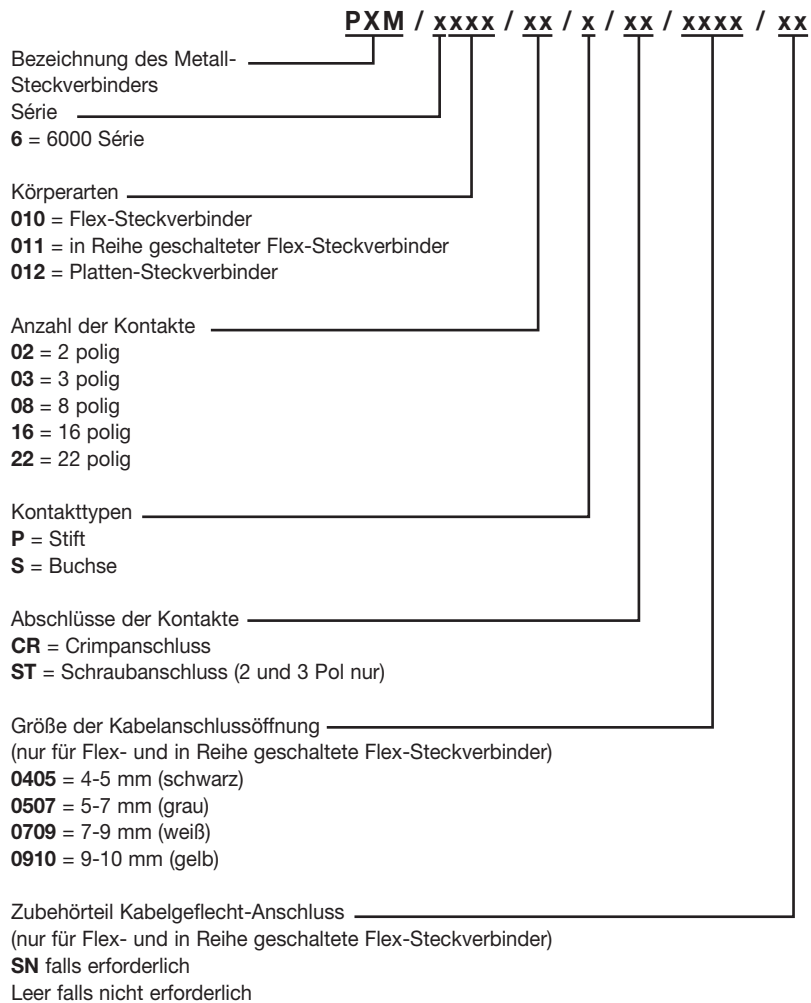 PXM / xxxx / xx / x / xx / xxxx / xx
Bezeichnung des Metall-
Steckverbinders
Série
6 = 6000 Série
Körperarten
010 = Flex-Steckverbinder
011 = in Reihe geschalteter Flex-Steckverbinder
012 = Platten-Steckverbinder
Anzahl der Kontakte
02 = 2 polig
03 = 3 polig
08 = 8 polig
16 = 16 polig
22 = 22 polig
Kontakttypen
P = Stift
S = Buchse
Abschlüsse der Kontakte
CR = Crimpanschluss
ST = Schraubanschluss (2 und 3 Pol nur)
Größe der Kabelanschlussöffnung
(nur für Flex- und in Reihe geschaltete Flex-Steckverbinder)
0405 = 4-5 mm (schwarz)
0507 = 5-7 mm (grau)
0709 = 7-9 mm (weiß)
0910 = 9-10 mm (gelb)
Zubehörteil Kabelgeflecht-Anschluss
(nur für Flex- und in Reihe geschaltete Flex-Steckverbinder)
SN falls erforderlich
Leer falls nicht erforderlich